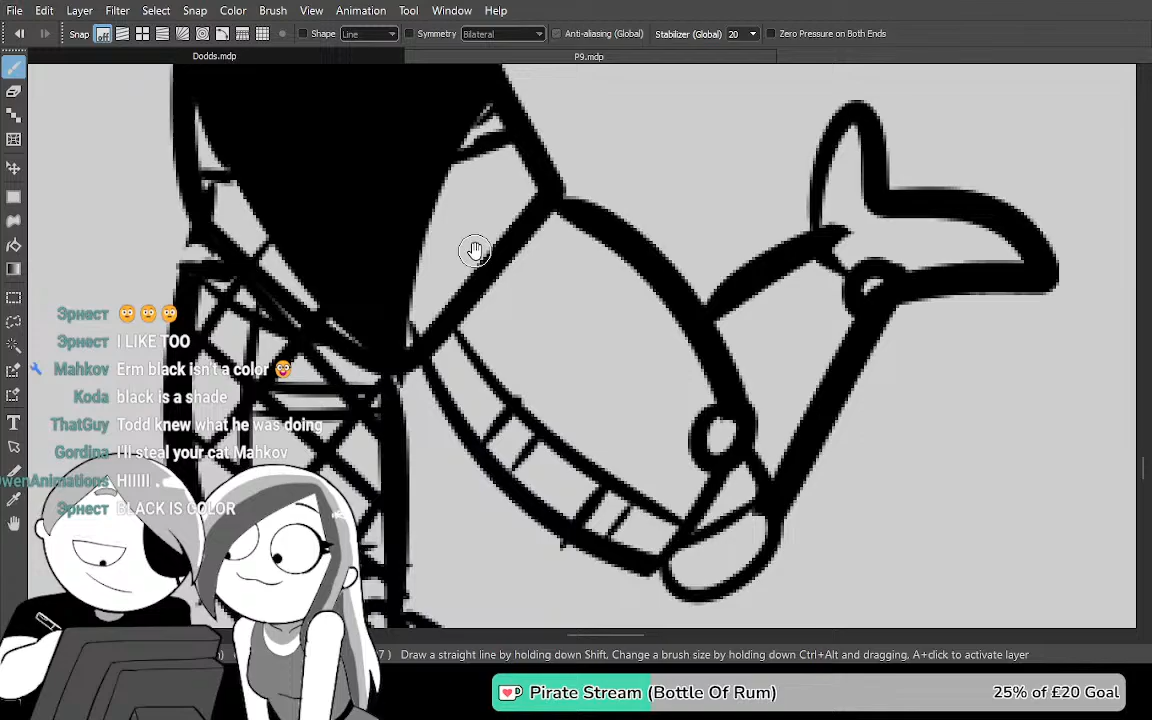 File Edit Layer Filter Select Snap Color Brush View Animation Tool Window Help
Snap off Shape Line Symmetry Bilateral Anti-aliasing (Global) Stabilizer (Global) 20 Zero Pressure on Both Ends
Dodds.mdp P9.mdp
Эрнест 😳😳😳
Эрнест I LIKE TOO
Mahkov Erm black isn't a color 🤓
Koda black is a shade
ThatGuy Todd knew what he was doing
Gordina I'll steal your cat Mahkov
wenAnimations HIIIII .
Эрнест BLACK IS COLOR
7 ) Draw a straight line by holding down Shift. Change a brush size by holding down Ctrl+Alt and dragging, A+click to activate layer
Pirate Stream (Bottle Of Rum) 25% of £20 Goal